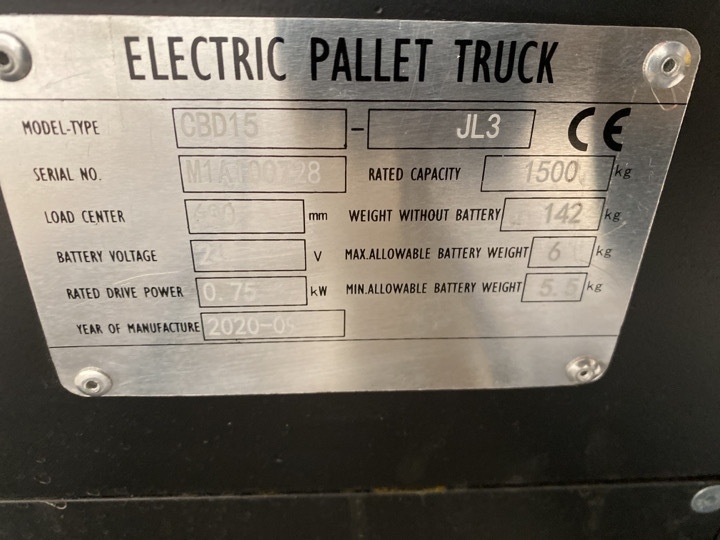 ELECTRIC PALLET TRUCK
MODEL-TYPE CBD15 - JL3 CE
SERIAL NO. RATED CAPACITY 1500 kg
LOAD CENTER mm WEIGHT WITHOUT BATTERY 142 kg
BATTERY VOLTAGE V MAX.ALLOWABLE BATTERY WEIGHT 6 kg
RATED DRIVE POWER 0.75 kW MIN.ALLOWABLE BATTERY WEIGHT 5.5 kg
YEAR OF MANUFACTURE